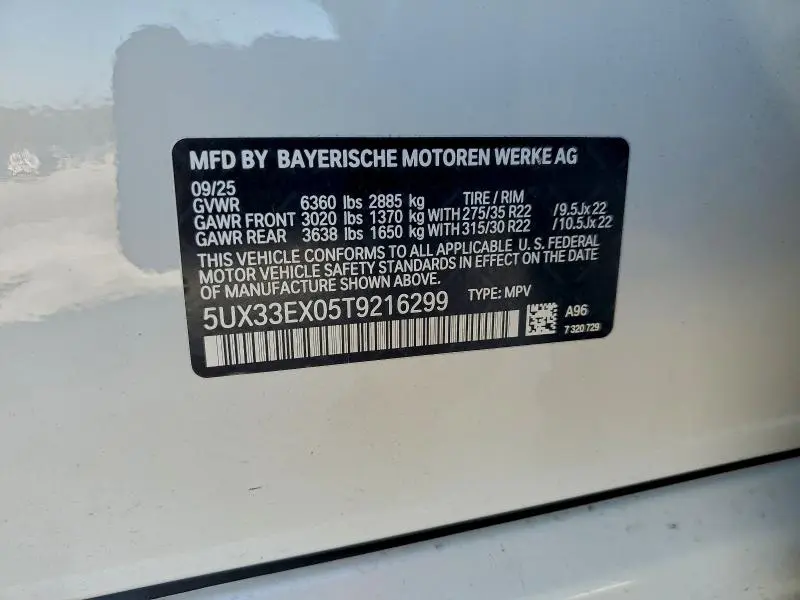 MFD BY BAYERISCHE MOTOREN WERKE AG
09/25
GVWR 6360 lbs 2885 kg TIRE / RIM
GAWR FRONT 3020 lbs 1370 kg WITH 275/35 R22 /9.5Jx22
GAWR REAR 3638 lbs 1650 kg WITH 315/30 R22 /10.5Jx22
THIS VEHICLE CONFORMS TO ALL APPLICABLE U.S. FEDERAL
MOTOR VEHICLE SAFETY STANDARDS IN EFFECT ON THE DATE
OF MANUFACTURE SHOWN ABOVE.
5UX33EX05T9216299 TYPE: MPV
A96
7 320 729